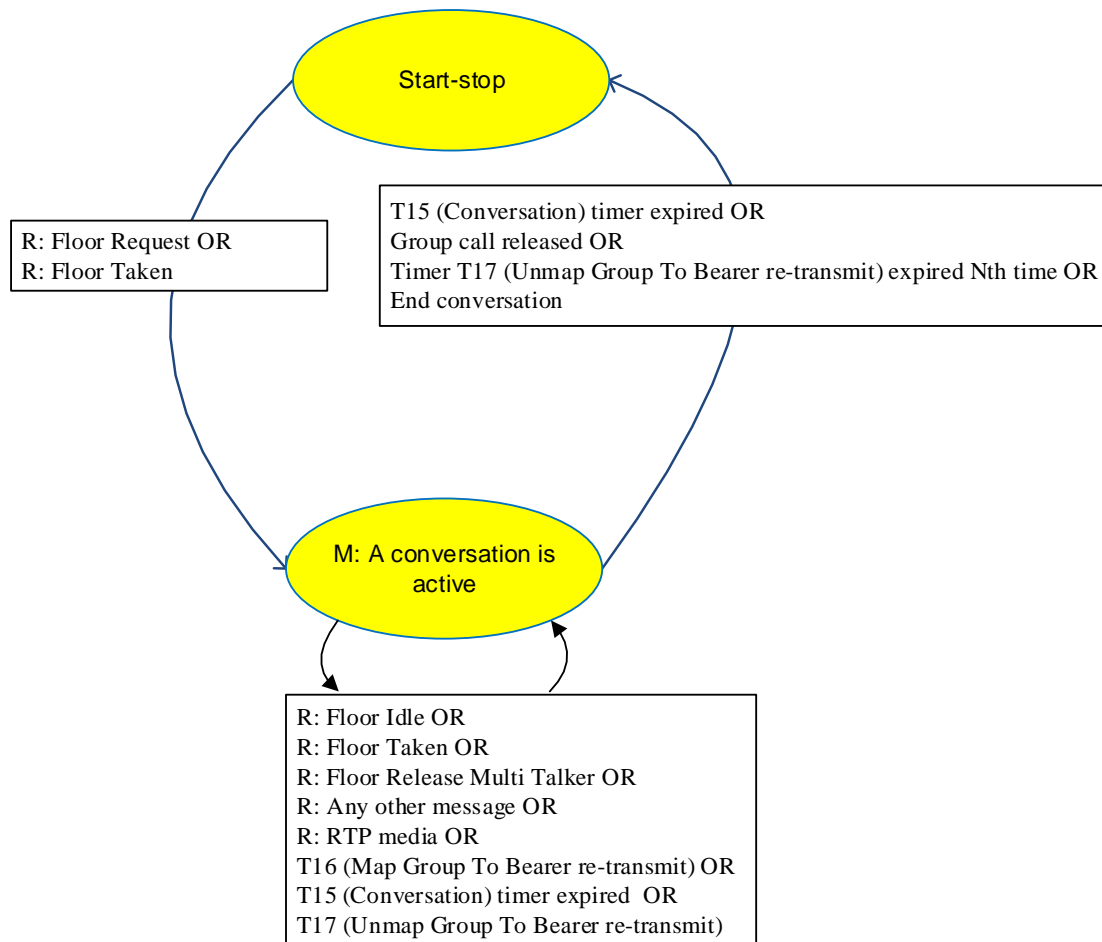 Start-stop
R: Floor Request OR
R: Floor Taken
T15 (Conversation) timer expired OR
Group call released OR
Timer T17 (Unmap Group To Bearer re-transmit) expired Nth time OR
End conversation
M: A conversation is
active
R: Floor Idle OR
R: Floor Taken OR
R: Floor Release Multi Talker OR
R: Any other message OR
R: RTP media OR
T16 (Map Group To Bearer re-transmit) OR
T15 (Conversation) timer expired  OR
T17 (Unmap Group To Bearer re-transmit)